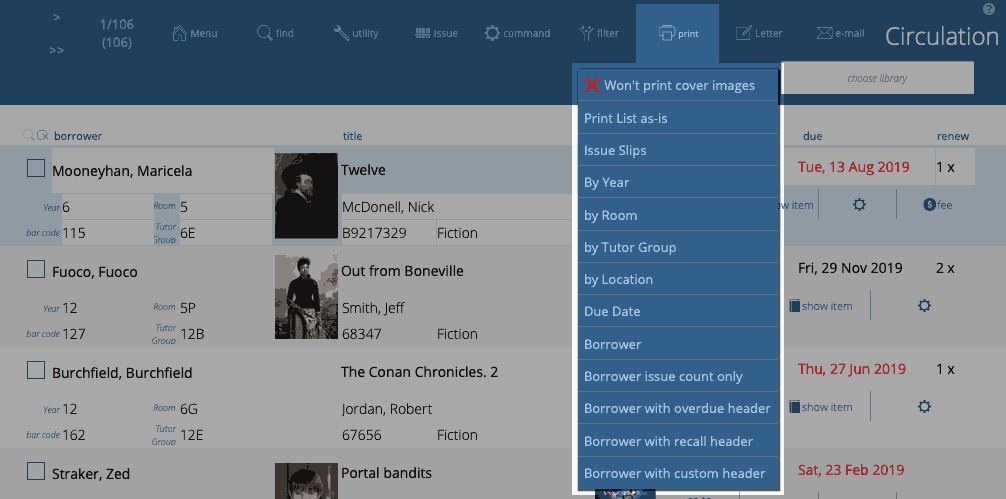 >
1/106
(106)
>>
Menu
find
utility
Issue
command
filter
print
Letter
e-mail
?
Circulation
choose library
Won't print cover images
Print List as-is
Issue Slips
By Year
by Room
by Tutor Group
by Location
Due Date
Borrower
Borrower issue count only
Borrower with overdue header
Borrower with recall header
Borrower with custom header
borrower title due renew
Mooneyhan, Maricela Twelve Tue, 13 Aug 2019 1 x
Year 6 Room 5 McDonell, Nick item $ fee
bar code 115 Tutor Group 6E B9217329 Fiction
Fuoco, Fuoco Out from Boneville Fri, 29 Nov 2019 2 x
Year 12 Room 5P Smith, Jeff show item
bar code 127 Tutor Group 12B 68347 Fiction
Burchfield, Burchfield The Conan Chronicles. 2 Thu, 27 Jun 2019 1 x
Year 12 Room 6G Jordan, Robert show item
bar code 162 Tutor Group 12E 67656 Fiction
Straker, Zed Portal bandits Sat, 23 Feb 2019